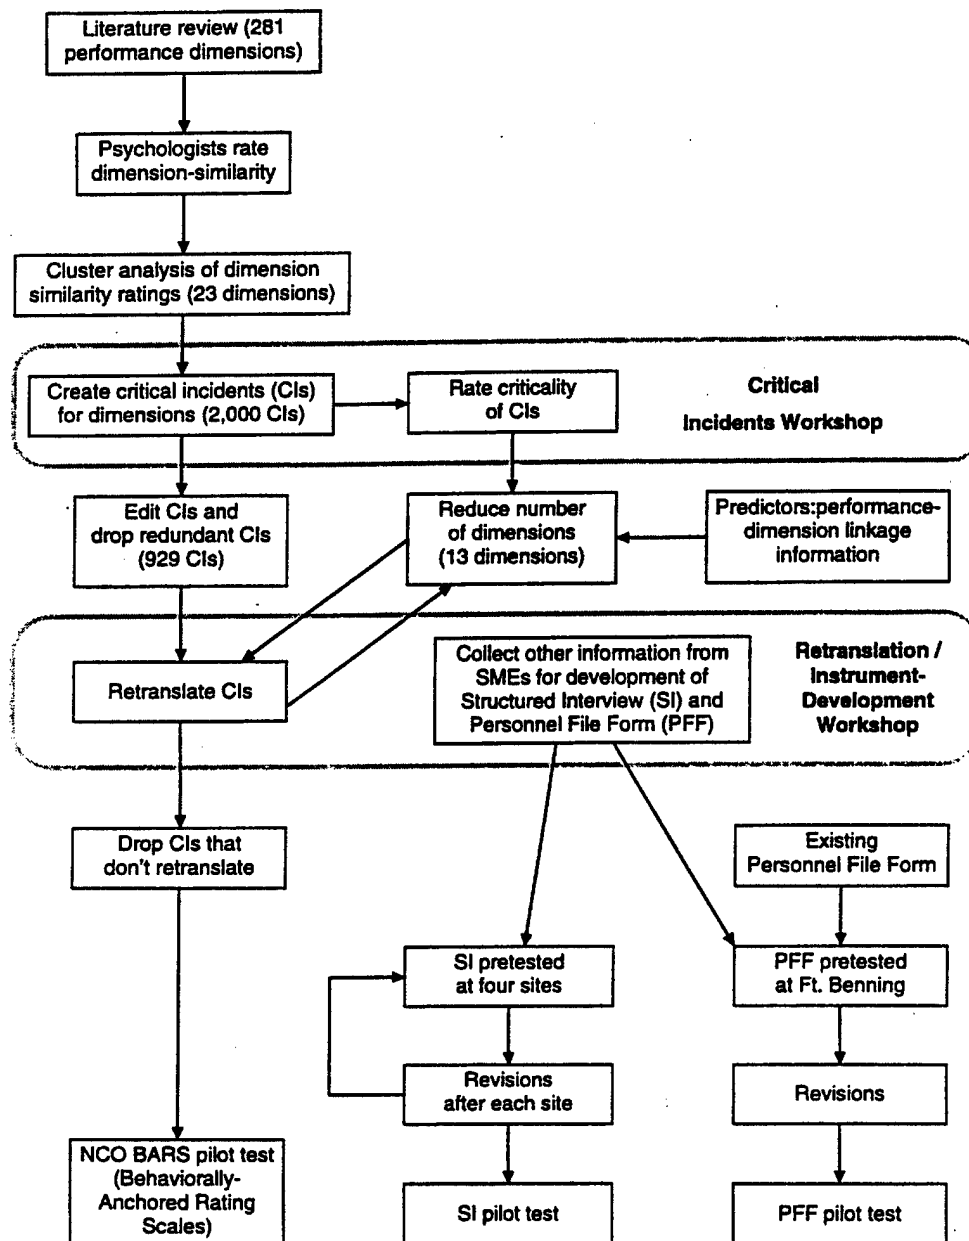 Literature review (281
performance dimensions)
Psychologists rate
dimension-similarity
Cluster analysis of dimension
similarity ratings (23 dimensions)
Create critical incidents (CIs)
for dimensions (2,000 CIs)
Rate criticality
of CIs
Critical
Incidents Workshop
Edit CIs and
drop redundant CIs
(929 CIs)
Reduce number
of dimensions
(13 dimensions)
Predictors:performance-
dimension linkage
information
Retranslate CIs
Collect other information from
SMEs for development of
Structured Interview (SI) and
Personnel File Form (PFF)
Retranslation /
Instrument-
Development
Workshop
Drop CIs that
don't retranslate
Existing
Personnel File Form
SI pretested
at four sites
PFF pretested
at Ft. Benning
Revisions
after each site
Revisions
NCO BARS pilot test
(Behaviorally-
Anchored Rating
Scales)
SI pilot test
PFF pilot test